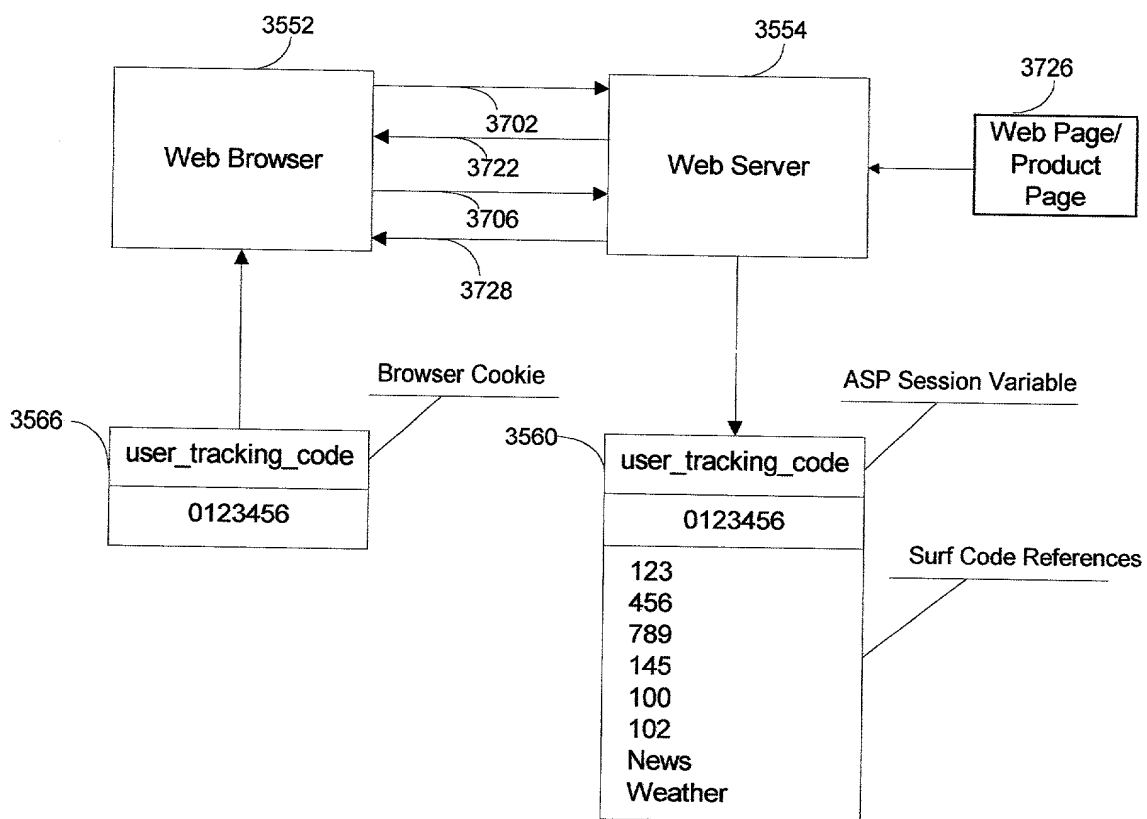 3552
3554
3726
3702
Web Browser
3722
Web Server
Web Page/
Product
Page
3706
3728
Browser Cookie
ASP Session Variable
3566
user_tracking_code
0123456
3560
user_tracking_code
0123456
Surf Code References
123
456
789
145
100
102
News
Weather